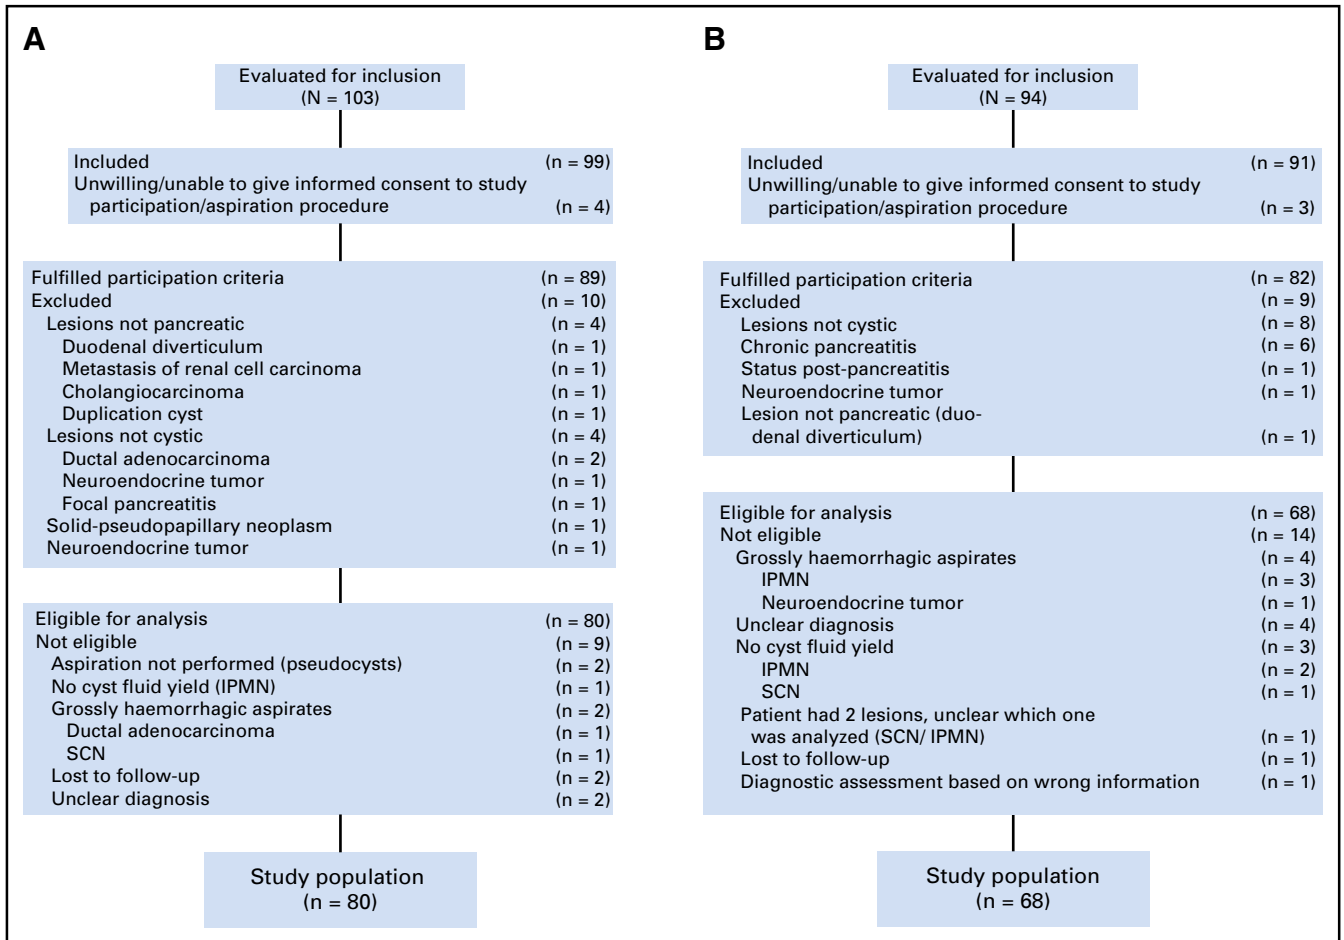 A
Evaluated for inclusion
(N = 103)
Included (n = 99)
Unwilling/unable to give informed consent to study
participation/aspiration procedure (n = 4)
Fulfilled participation criteria (n = 89)
Excluded (n = 10)
Lesions not pancreatic (n = 4)
Duodenal diverticulum (n = 1)
Metastasis of renal cell carcinoma (n = 1)
Cholangiocarcinoma (n = 1)
Duplication cyst (n = 1)
Lesions not cystic (n = 4)
Ductal adenocarcinoma (n = 2)
Neuroendocrine tumor (n = 1)
Focal pancreatitis (n = 1)
Solid-pseudopapillary neoplasm (n = 1)
Neuroendocrine tumor (n = 1)
Eligible for analysis (n = 80)
Not eligible (n = 9)
Aspiration not performed (pseudocysts) (n = 2)
No cyst fluid yield (IPMN) (n = 1)
Grossly haemorrhagic aspirates (n = 2)
Ductal adenocarcinoma (n = 1)
SCN (n = 1)
Lost to follow-up (n = 2)
Unclear diagnosis (n = 2)
Study population
(n = 80)
B
Evaluated for inclusion
(N = 94)
Included (n = 91)
Unwilling/unable to give informed consent to study
participation/aspiration procedure (n = 3)
Fulfilled participation criteria (n = 82)
Excluded (n = 9)
Lesions not cystic (n = 8)
Chronic pancreatitis (n = 6)
Status post-pancreatitis (n = 1)
Neuroendocrine tumor (n = 1)
Lesion not pancreatic (duo-
denal diverticulum) (n = 1)
Eligible for analysis (n = 68)
Not eligible (n = 14)
Grossly haemorrhagic aspirates (n = 4)
IPMN (n = 3)
Neuroendocrine tumor (n = 1)
Unclear diagnosis (n = 4)
No cyst fluid yield (n = 3)
IPMN (n = 2)
SCN (n = 1)
Patient had 2 lesions, unclear which one
was analyzed (SCN/ IPMN) (n = 1)
Lost to follow-up (n = 1)
Diagnostic assessment based on wrong information (n = 1)
Study population
(n = 68)